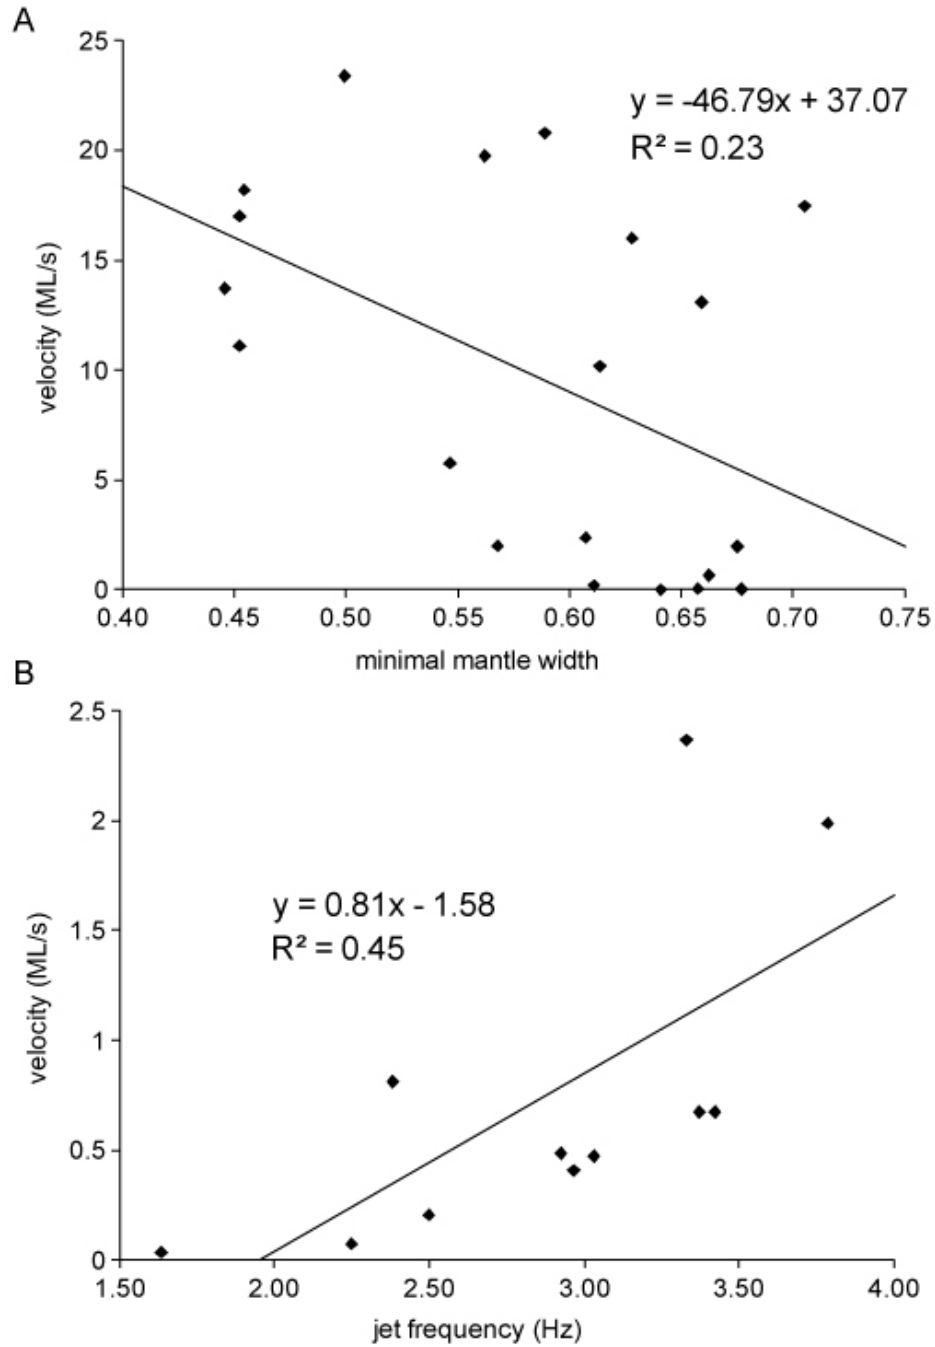 A
25
20
15
10
5
0
velocity (ML/s)
y = -46.79x + 37.07
R² = 0.23
0.40 0.45 0.50 0.55 0.60 0.65 0.70 0.75
minimal mantle width
B
2.5
2
1.5
1
0.5
0
velocity (ML/s)
y = 0.81x - 1.58
R² = 0.45
1.50 2.00 2.50 3.00 3.50 4.00
jet frequency (Hz)